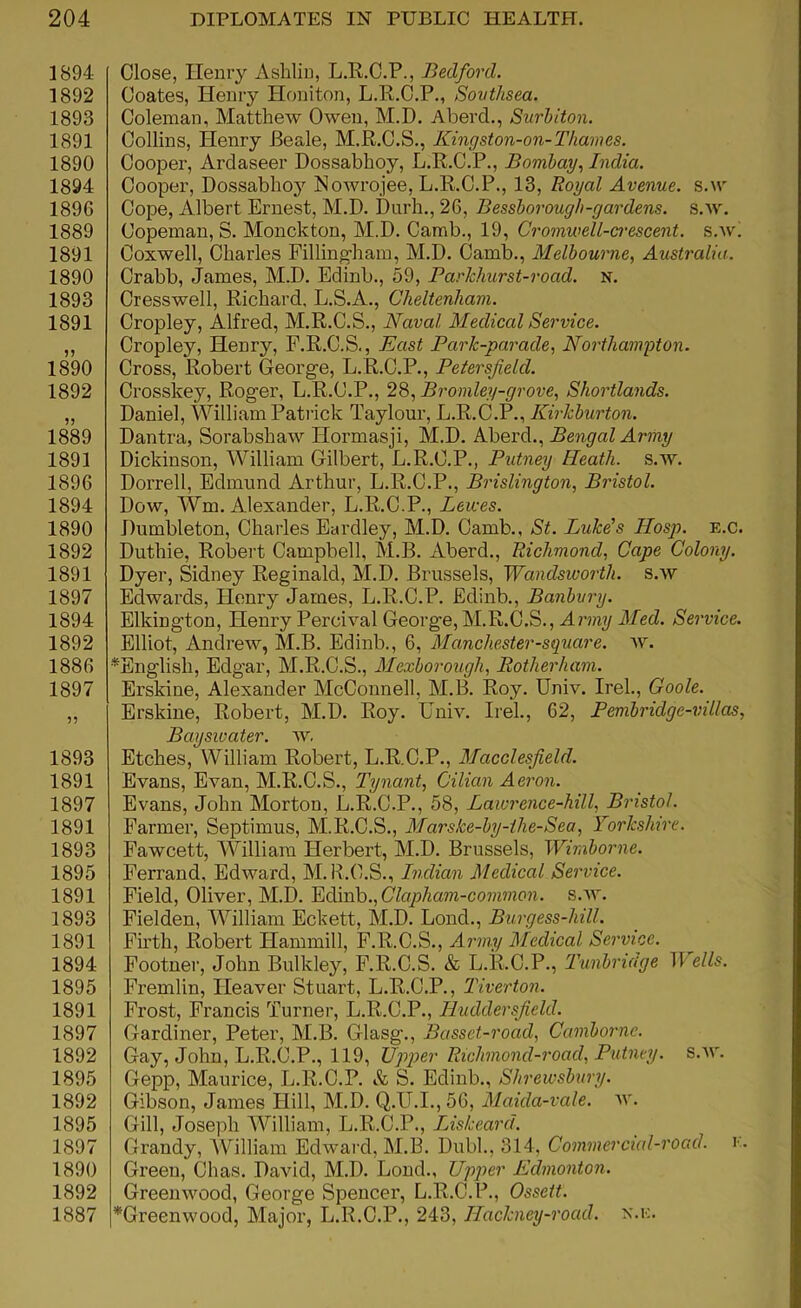 204 DIPLOMATES IN PUBLIC HEALTH.
1894 Close, Henry Ashlin, L.R.C.P., Bedford.
1892 Coates, Henry Honiton, L.R.C.P., Southsea.
1893 Coleman, Matthew Owen, M.D. Aberd., Surbiton.
1891 Collins, Henry Beale, M.R.C.S., Kingston-on-Thames.
1890 Cooper, Ardaseer Dossabhoy, L.R.C.P., Bombay, India.
1894 Cooper, Dossabhoy Nowrojee, L.R.C.P., 13, Royal Avenue. s.w
1896 Cope, Albert Ernest, M.D. Durh., 26, Bessborough-gardens. s.w.
1889 Copeman, S. Monckton, M.D. Camb., 19, Cromwell-crescent. s.w.
1891 Coxwell, Charles Fillingham, M.D. Camb., Melbourne, Australia.
1890 Crabb, James, M.D. Edinb., 59, Parkhurst-road. N.
1893 Cresswell, Richard, L.S.A., Cheltenham.
1891 Cropley, Alfred, M.R.C.S., Naval Medical Service.
„ Cropley, Henry, F.R.C.S., East Park-parade, Northampton.
1890 Cross, Robert George, L.R.C.P., Petersfield.
1892 Crosskey, Roger, L.R.C.P., 28, Bromley-grove, Shortlands.
„ Daniel, William Patrick Taylour, L.R.C.P., Kirkburton.
1889 Dantra, Sorabshaw Hormasji, M.D. Aberd., Bengal Army
1891 Dickinson, William Gilbert, L.R.C.P., Putney Heath. s.w.
1896 Dorrell, Edmund Arthur, L.R.C.P., Brislington, Bristol.
1894 Dow, Wm. Alexander, L.R.C.P., Lewes.
1890 Dumbleton, Charles Eardley, M.D. Camb., St. Luke's Hosp. E.C.
1892 Duthie, Robert Campbell, M.B. Aberd., Richmond, Cape Colony.
1891 Dyer, Sidney Reginald, M.D. Brussels, Wandsworth. s.w
1897 Edwards, Henry James, L.R.C.P. Edinb., Banbury.
1894 Elkington, Henry Percival George, M.R.C.S., Army Med. Service.
1892 Elliot, Andrew, M.B. Edinb., 6, Manchester-square. w.
1886 *English, Edgar, M.R.C.S., Mexborough, Rotherham.
1897 Erskine, Alexander McConnell, M.B. Roy. Univ. Irel., Goole.
„ Erskine, Robert, M.D. Roy. Univ. Irel., 62, Pembridge-villas,
Bayswater. w.
1893 Etches, William Robert, L.R.C.P., Macclesfield.
1891 Evans, Evan, M.R.C.S., Tynant, Cilian Aeron.
1897 Evans, John Morton, L.R.C.P., 58, Lawrence-hill, Bristol.
1891 Farmer, Septimus, M.R.C.S., Marske-by-the-Sea, Yorkshire.
1893 Fawcett, William Herbert, M.D. Brussels, Wimborne.
1895 Ferrand, Edward, M.R.C.S., Indian Medical Service.
1891 Field, Oliver, M.D. Edinb., Clapham-common. s.w.
1893 Fielden, William Eckett, M.D. Lond., Burgess-hill.
1891 Firth, Robert Hammill, F.R.C.S., Army Medical Service.
1894 Footner, John Bulkley, F.R.C.S. & L.R.C.P., Tunbridge Wells.
1895 Fremlin, Heaver Stuart, L.R.C.P., Tiverton.
1891 Frost, Francis Turner, L.R.C.P., Huddersfield.
1897 Gardiner, Peter, M.B. Glasg., Basset-road, Camborne.
1892 Gay, John, L.R.C.P., 119, Upper Richmond-road, Putney. s.w.
1895 Gepp, Maurice, L.R.C.P. & S. Edinb., Shrewsbury.
1892 Gibson, James Hill, M.D. Q.U.I., 56, Maida-vale. w.
1895 Gill, Joseph William, L.R.C.P., Liskeard.
1897 Grandy, William Edward, M.B. Dubl., 314, Commercial-road. E.
1890 Green, Chas. David, M.D. Lond., Upper Edmonton.
1892 Greenwood, George Spencer, L.R.C.P., Ossett.
1887 *Greenwood, Major, L.R.C.P., 243, Hackney-road. N.E.